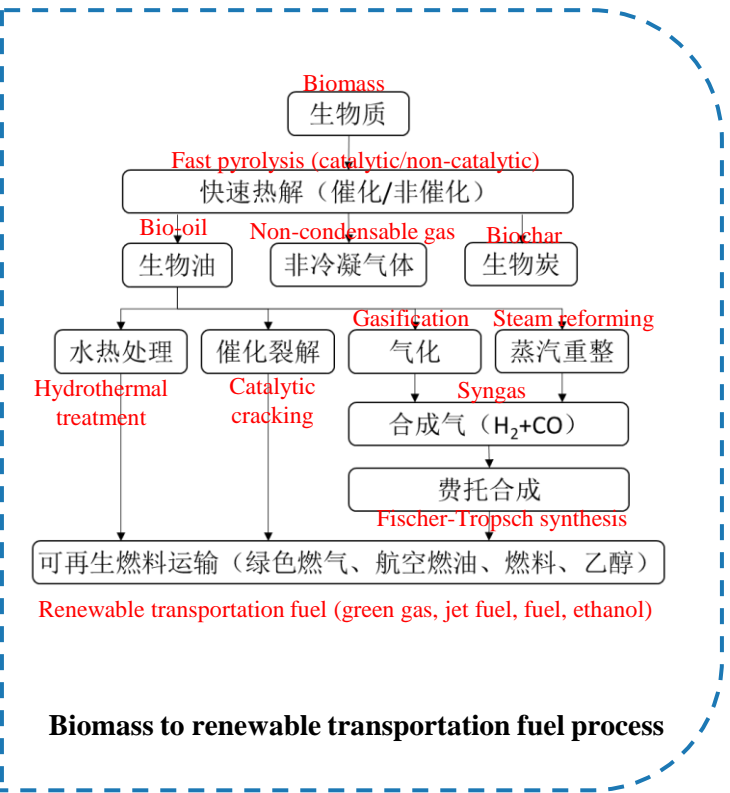 Biomass
生物质
Fast pyrolysis (catalytic/non-catalytic)
快速热解（催化/非催化）
Bio-oil
Non-condensable gas
Biochar
生物油
非冷凝气体
生物炭
Gasification
Steam reforming
水热处理
催化裂解
气化
蒸汽重整
Hydrothermal
treatment
Catalytic
cracking
Syngas
合成气（H₂+CO）
费托合成
Fischer-Tropsch synthesis
可再生燃料运输（绿色燃气、航空燃油、燃料、乙醇）
Renewable transportation fuel (green gas, jet fuel, fuel, ethanol)
Biomass to renewable transportation fuel process